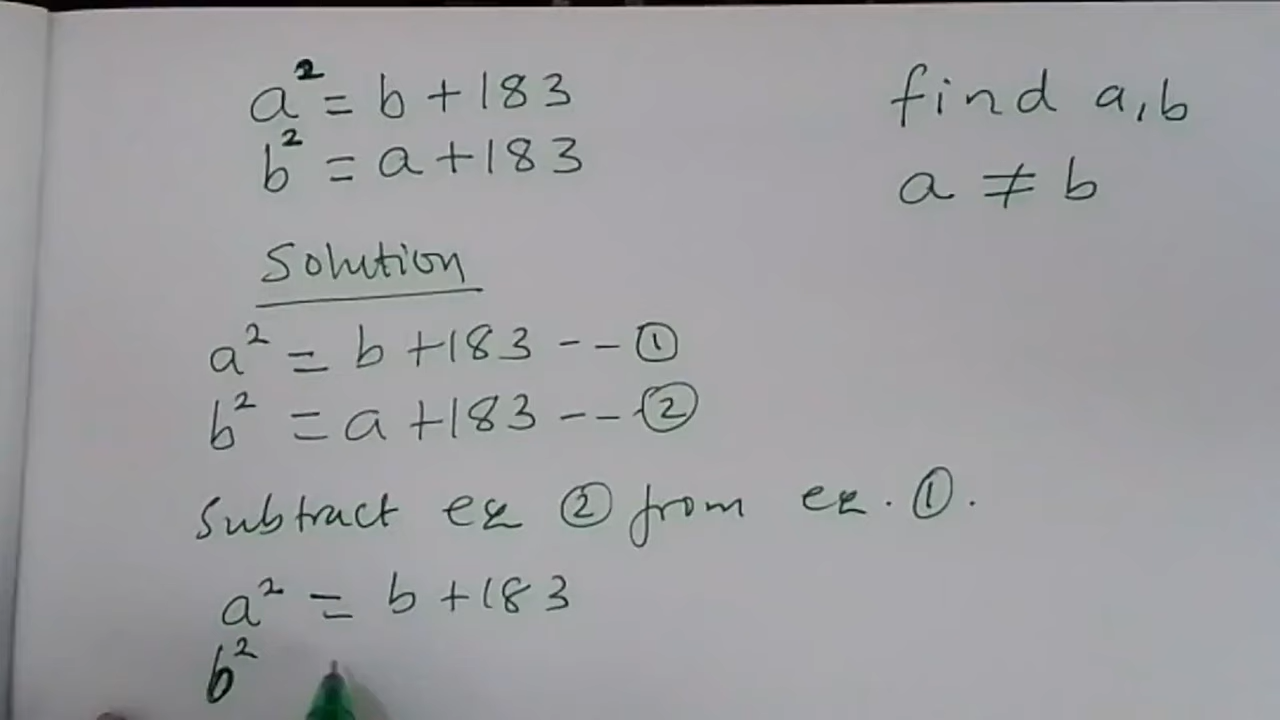 a² = b + 183
b² = a + 183
find a, b
a ≠ b
Solution
a² = b + 183 -- ①
b² = a + 183 -- ②
Subtract eq ② from eq. ①.
a² = b + 183
b²